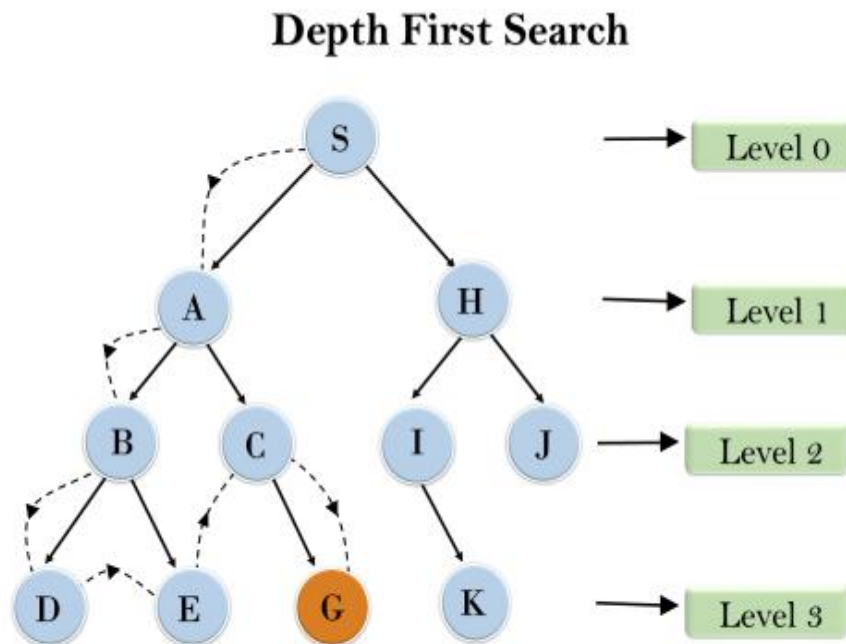 Depth First Search
S
Level 0
A
H
Level 1
B
C
I
J
Level 2
D
E
G
K
Level 3